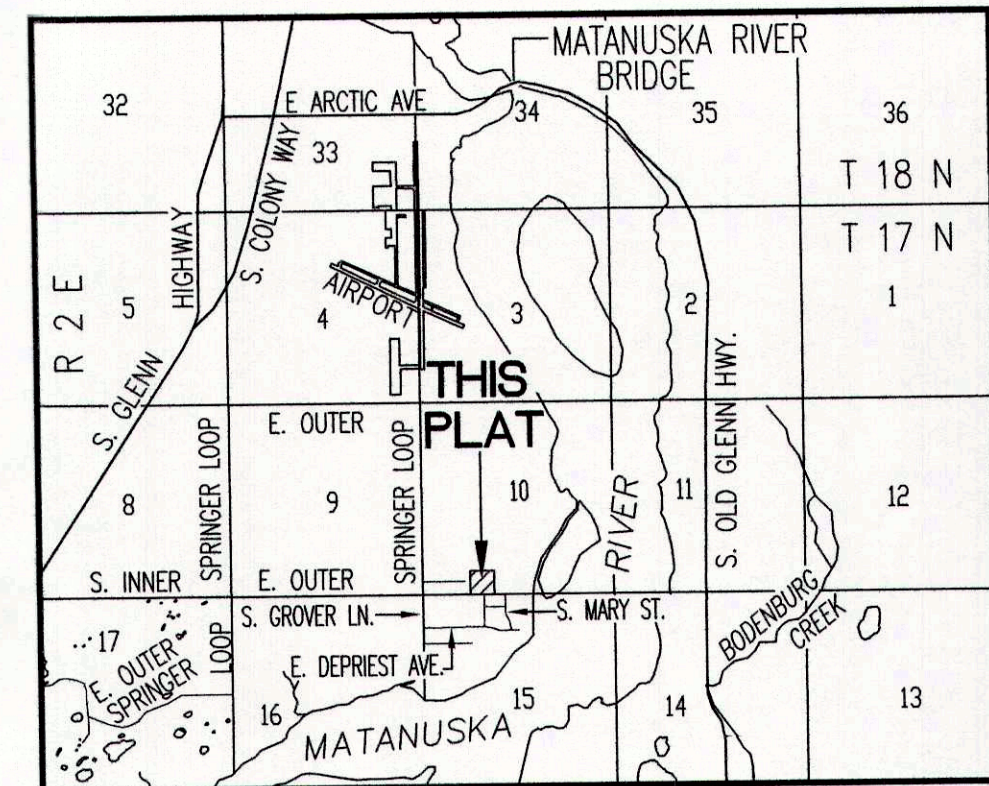 MATANUSKA RIVER
BRIDGE
32
E ARCTIC AVE
34
35
36
33
S. COLONY WAY
T 18 N
T 17 N
HIGHWAY
R 2 E
5
4
AIRPORT
3
2
1
S. GLENN
THIS
PLAT
E. OUTER
SPRINGER LOOP
SPRINGER LOOP
S. OLD GLENN HWY.
8
9
10
11
12
RIVER
S. INNER
E. OUTER
S. GROVER LN.
S. MARY ST.
BODENBURG
CREEK
17
E. OUTER
SPRINGER
LOOP
E. DEPRIEST AVE.
16
15
14
13
MATANUSKA